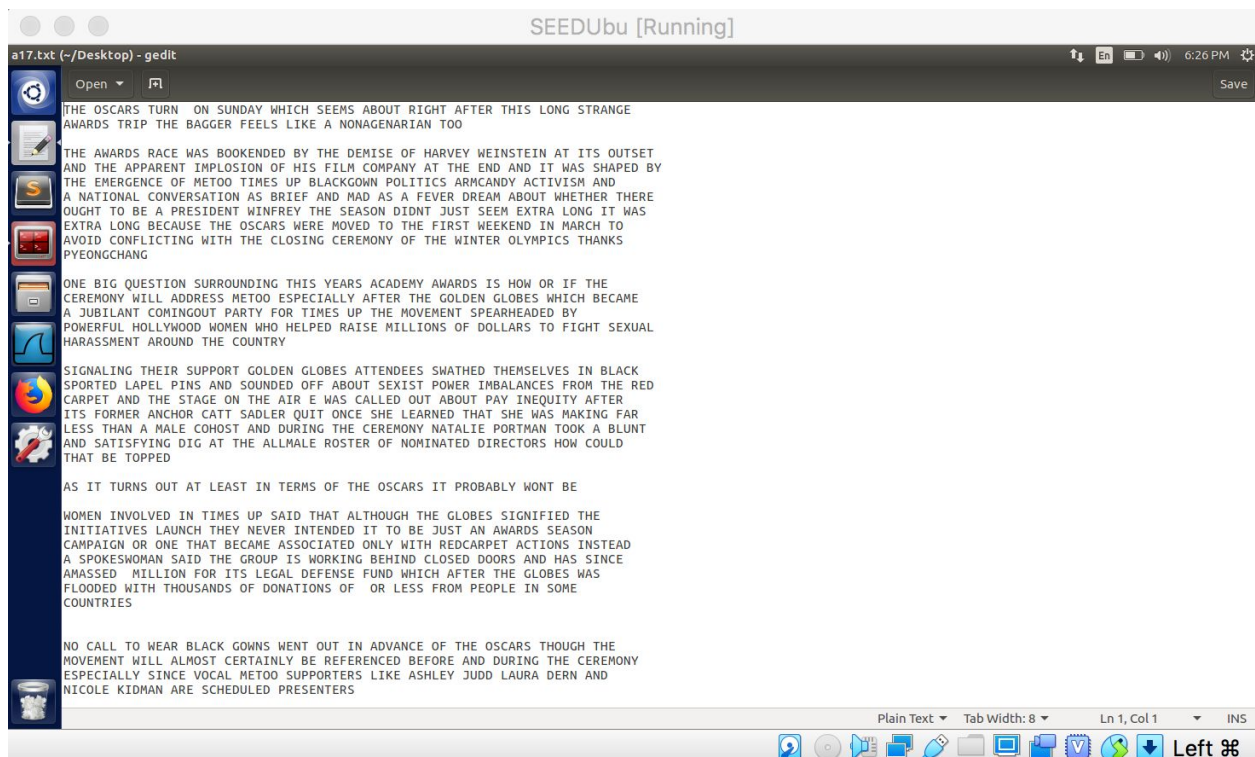 SEEDUbu [Running]
a17.txt (~/Desktop) - gedit
En
6:26 PM
Open
Save
THE OSCARS TURN  ON SUNDAY WHICH SEEMS ABOUT RIGHT AFTER THIS LONG STRANGE
AWARDS TRIP THE BAGGER FEELS LIKE A NONAGENARIAN TOO
THE AWARDS RACE WAS BOOKENDED BY THE DEMISE OF HARVEY WEINSTEIN AT ITS OUTSET
AND THE APPARENT IMPLOSION OF HIS FILM COMPANY AT THE END AND IT WAS SHAPED BY
THE EMERGENCE OF METOO TIMES UP BLACKGOWN POLITICS ARMCANDY ACTIVISM AND
A NATIONAL CONVERSATION AS BRIEF AND MAD AS A FEVER DREAM ABOUT WHETHER THERE
OUGHT TO BE A PRESIDENT WINFREY THE SEASON DIDNT JUST SEEM EXTRA LONG IT WAS
EXTRA LONG BECAUSE THE OSCARS WERE MOVED TO THE FIRST WEEKEND IN MARCH TO
AVOID CONFLICTING WITH THE CLOSING CEREMONY OF THE WINTER OLYMPICS THANKS
PYEONGCHANG
ONE BIG QUESTION SURROUNDING THIS YEARS ACADEMY AWARDS IS HOW OR IF THE
CEREMONY WILL ADDRESS METOO ESPECIALLY AFTER THE GOLDEN GLOBES WHICH BECAME
A JUBILANT COMINGOUT PARTY FOR TIMES UP THE MOVEMENT SPEARHEADED BY
POWERFUL HOLLYWOOD WOMEN WHO HELPED RAISE MILLIONS OF DOLLARS TO FIGHT SEXUAL
HARASSMENT AROUND THE COUNTRY
SIGNALING THEIR SUPPORT GOLDEN GLOBES ATTENDEES SWATHED THEMSELVES IN BLACK
SPORTED LAPEL PINS AND SOUNDED OFF ABOUT SEXIST POWER IMBALANCES FROM THE RED
CARPET AND THE STAGE ON THE AIR E WAS CALLED OUT ABOUT PAY INEQUITY AFTER
ITS FORMER ANCHOR CATT SADLER QUIT ONCE SHE LEARNED THAT SHE WAS MAKING FAR
LESS THAN A MALE COHOST AND DURING THE CEREMONY NATALIE PORTMAN TOOK A BLUNT
AND SATISFYING DIG AT THE ALLMALE ROSTER OF NOMINATED DIRECTORS HOW COULD
THAT BE TOPPED
AS IT TURNS OUT AT LEAST IN TERMS OF THE OSCARS IT PROBABLY WONT BE
WOMEN INVOLVED IN TIMES UP SAID THAT ALTHOUGH THE GLOBES SIGNIFIED THE
INITIATIVES LAUNCH THEY NEVER INTENDED IT TO BE JUST AN AWARDS SEASON
CAMPAIGN OR ONE THAT BECAME ASSOCIATED ONLY WITH REDCARPET ACTIONS INSTEAD
A SPOKESWOMAN SAID THE GROUP IS WORKING BEHIND CLOSED DOORS AND HAS SINCE
AMASSED  MILLION FOR ITS LEGAL DEFENSE FUND WHICH AFTER THE GLOBES WAS
FLOODED WITH THOUSANDS OF DONATIONS OF  OR LESS FROM PEOPLE IN SOME
COUNTRIES
NO CALL TO WEAR BLACK GOWNS WENT OUT IN ADVANCE OF THE OSCARS THOUGH THE
MOVEMENT WILL ALMOST CERTAINLY BE REFERENCED BEFORE AND DURING THE CEREMONY
ESPECIALLY SINCE VOCAL METOO SUPPORTERS LIKE ASHLEY JUDD LAURA DERN AND
NICOLE KIDMAN ARE SCHEDULED PRESENTERS
Plain Text
Tab Width: 8
Ln 1, Col 1
INS
Left ⌘